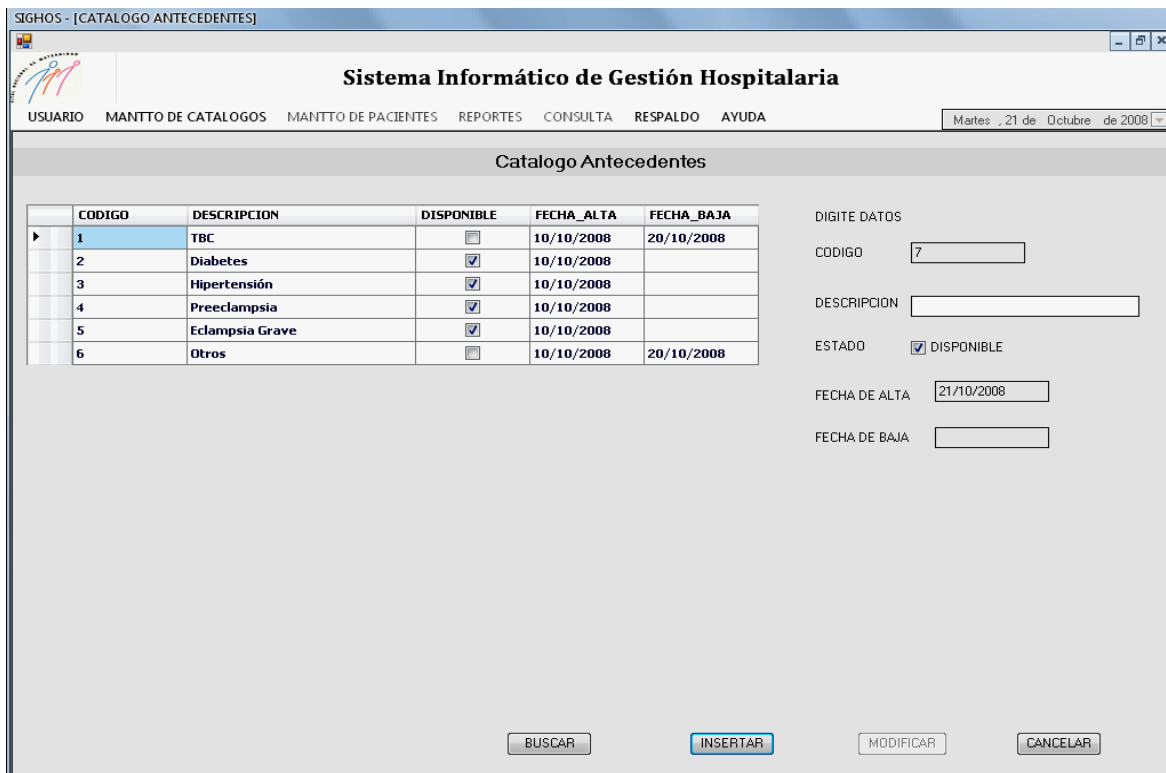 SIGHOS - [CATALOGO ANTECEDENTES]
Sistema Informático de Gestión Hospitalaria
USUARIO MANTTO DE CATALOGOS MANTTO DE PACIENTES REPORTES CONSULTA RESPALDO AYUDA
Martes , 21 de Octubre de 2008
Catalogo Antecedentes
CODIGO DESCRIPCION DISPONIBLE FECHA_ALTA FECHA_BAJA
1 TBC 10/10/2008 20/10/2008
2 Diabetes 10/10/2008
3 Hipertensión 10/10/2008
4 Preeclampsia 10/10/2008
5 Eclampsia Grave 10/10/2008
6 Otros 10/10/2008 20/10/2008
DIGITE DATOS
CODIGO 7
DESCRIPCION
ESTADO DISPONIBLE
FECHA DE ALTA 21/10/2008
FECHA DE BAJA
BUSCAR INSERTAR MODIFICAR CANCELAR